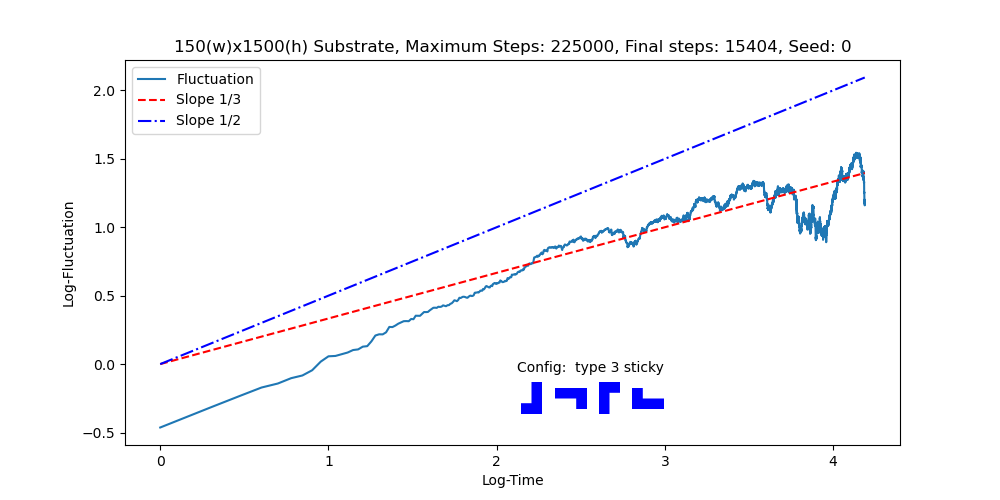 150(w)x1500(h) Substrate, Maximum Steps: 225000, Final steps: 15404, Seed: 0
Fluctuation
Slope 1/3
Slope 1/2
2.0
1.5
1.0
0.5
0.0
−0.5
Log-Fluctuation
Config:  type 3 sticky
0 1 2 3 4
Log-Time